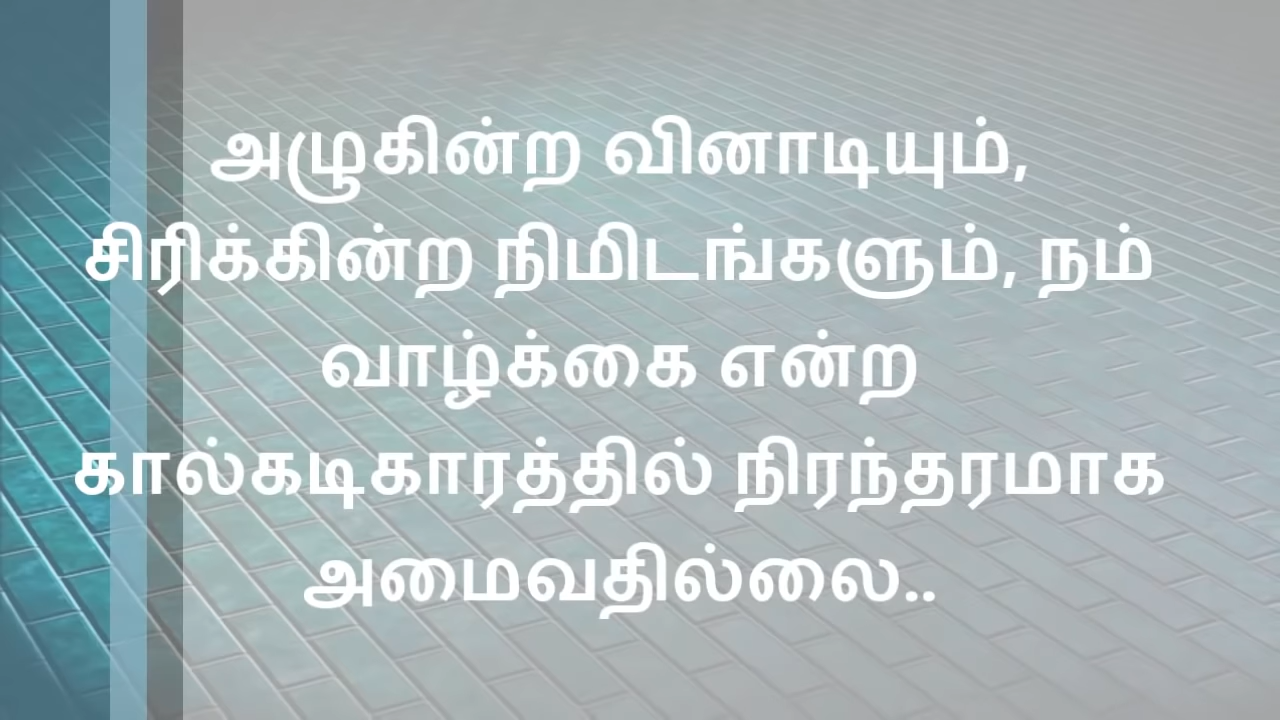 அழுகின்ற வினாடியும்,
சிரிக்கின்ற நிமிடங்களும், நம்
வாழ்க்கை என்ற
கால்கடிகாரத்தில் நிரந்தரமாக
அமைவதில்லை..